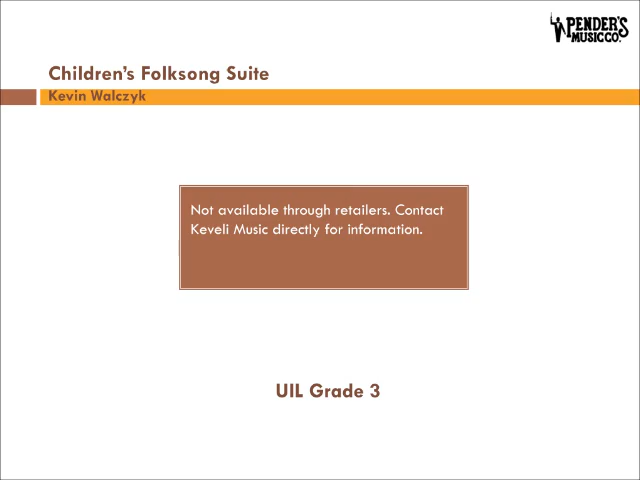 PENDER'S
MUSIC CO.
Children's Folksong Suite
Kevin Walczyk
Not available through retailers. Contact
Keveli Music directly for information.
UIL Grade 3